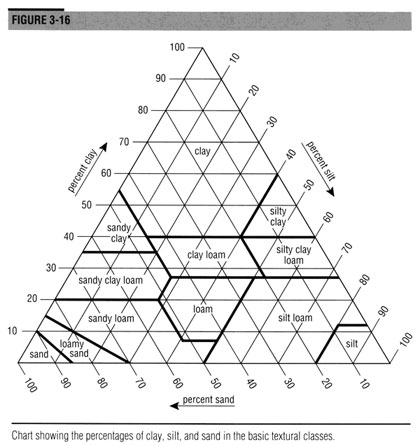 FIGURE 3-16
100
90
10
80
20
70
30
percent clay
clay
percent silt
60
40
50
50
silty
clay
60
sandy
clay
40
clay loam
silty clay
loam
70
30
sandy clay loam
80
20
sandy loam
loam
silt loam
90
10
sand
loamy
sand
silt
100
90
80
70
60
50
40
30
20
10
100
percent sand
Chart showing the percentages of clay, silt, and sand in the basic textural classes.